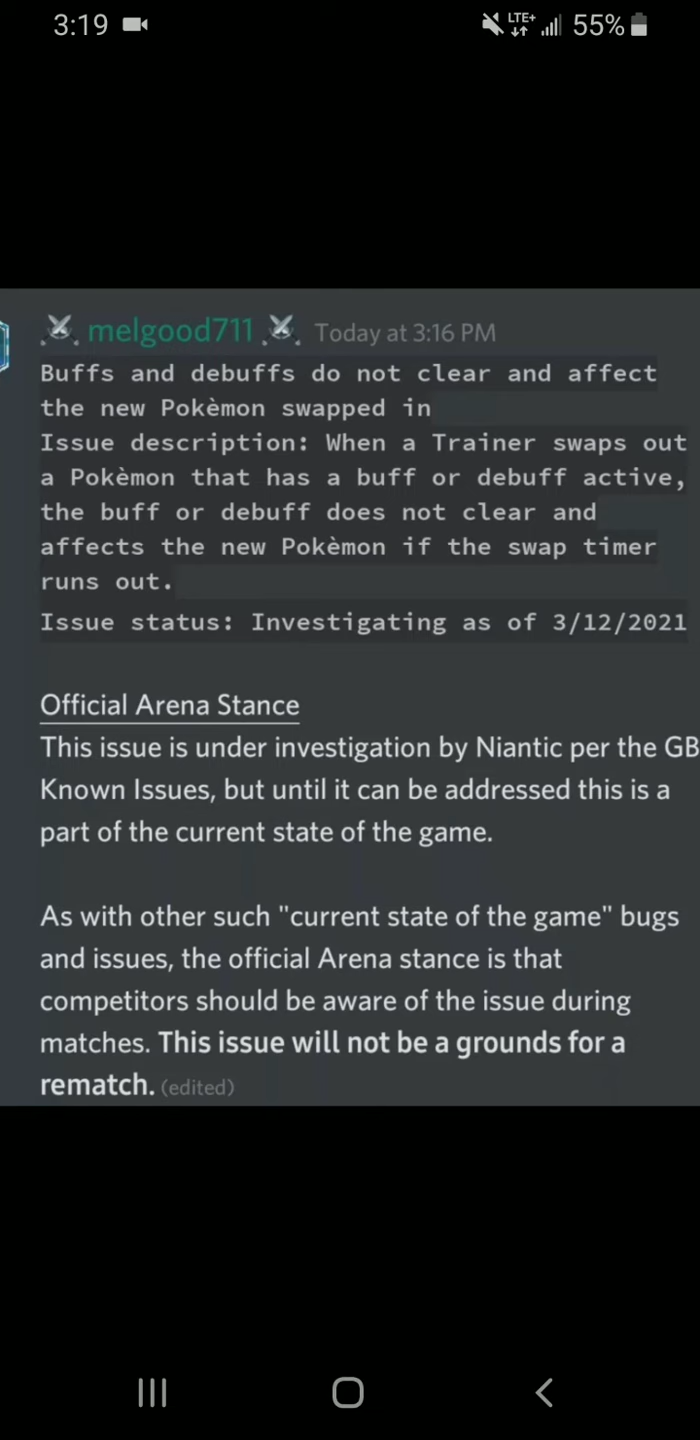 3:19 LTE+ 55%
melgood711 Today at 3:16 PM
Buffs and debuffs do not clear and affect
the new Pokèmon swapped in
Issue description: When a Trainer swaps out
a Pokèmon that has a buff or debuff active,
the buff or debuff does not clear and
affects the new Pokèmon if the swap timer
runs out.
Issue status: Investigating as of 3/12/2021
Official Arena Stance
This issue is under investigation by Niantic per the GB
Known Issues, but until it can be addressed this is a
part of the current state of the game.
As with other such "current state of the game" bugs
and issues, the official Arena stance is that
competitors should be aware of the issue during
matches. This issue will not be a grounds for a
rematch. (edited)